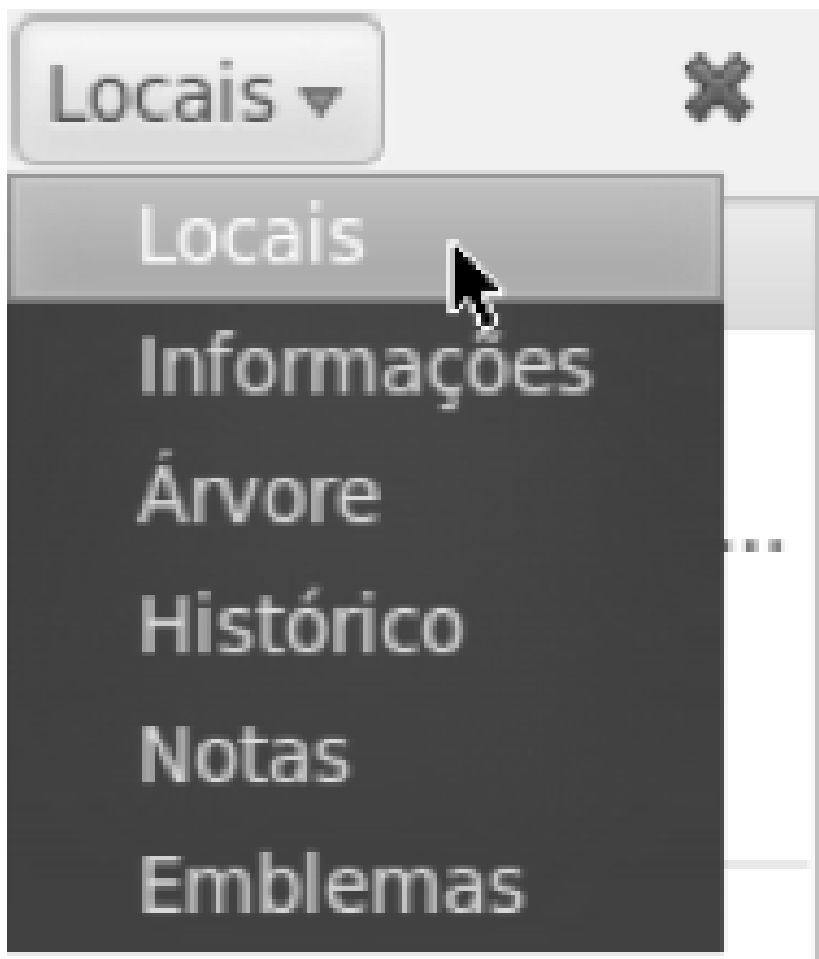 Locais
Locais
Informações
Árvore
Histórico
Notas
Emblemas